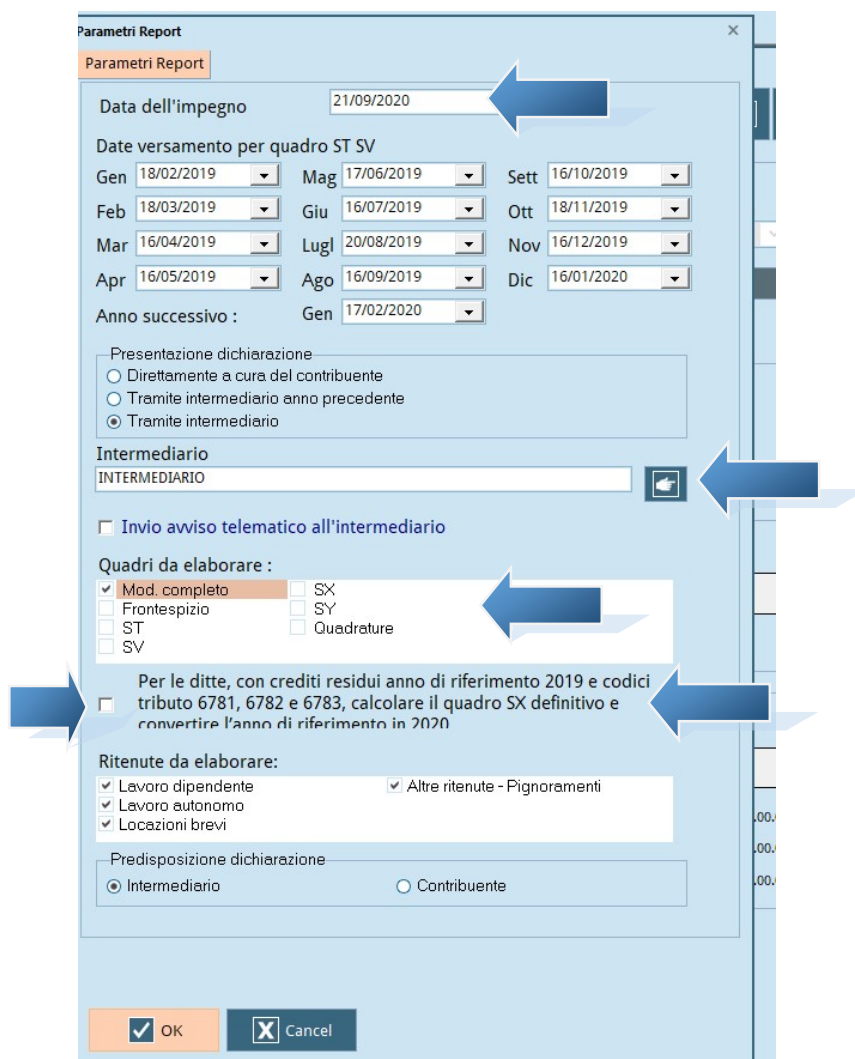 Parametri Report
Parametri Report
Data dell'impegno 21/09/2020
Date versamento per quadro ST SV
Gen 18/02/2019 Mag 17/06/2019 Sett 16/10/2019
Feb 18/03/2019 Giu 16/07/2019 Ott 18/11/2019
Mar 16/04/2019 Lugl 20/08/2019 Nov 16/12/2019
Apr 16/05/2019 Ago 16/09/2019 Dic 16/01/2020
Anno successivo : Gen 17/02/2020
Presentazione dichiarazione
Direttamente a cura del contribuente
Tramite intermediario anno precedente
Tramite intermediario
Intermediario
INTERMEDIARIO
Invio avviso telematico all'intermediario
Quadri da elaborare :
Mod. completo SX
Frontespizio SY
ST Quadrature
SV
Per le ditte, con crediti residui anno di riferimento 2019 e codici
tributo 6781, 6782 e 6783, calcolare il quadro SX definitivo e
convertire l'anno di riferimento in 2020
Ritenute da elaborare:
Lavoro dipendente Altre ritenute - Pignoramenti
Lavoro autonomo
Locazioni brevi
.00.
.00.
.00.
Predisposizione dichiarazione
Intermediario Contribuente
OK Cancel